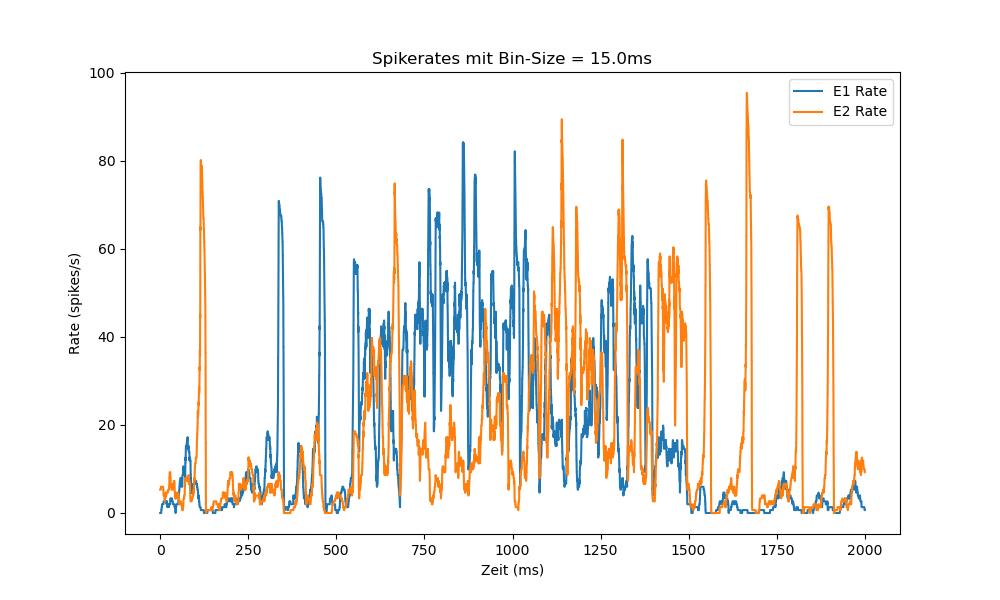 Spikerates mit Bin-Size = 15.0ms
E1 Rate
E2 Rate
Rate (spikes/s)
100
80
60
40
20
0
0 250 500 750 1000 1250 1500 1750 2000
Zeit (ms)